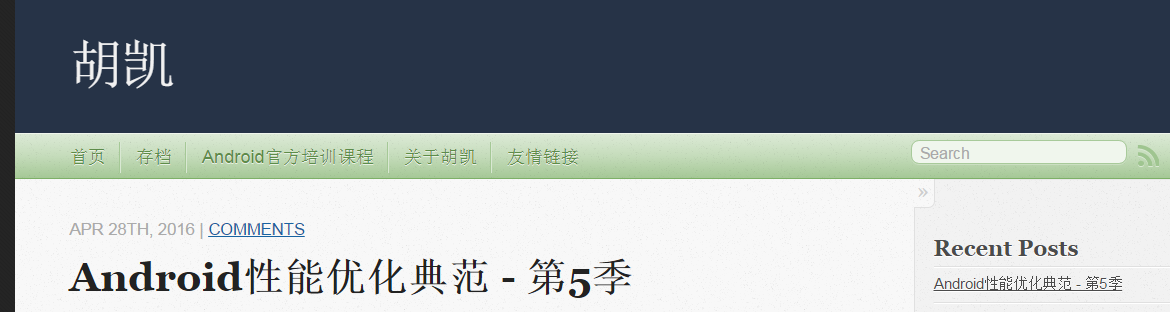 胡凯
首页 存档 Android官方培训课程 关于胡凯 友情链接 Search
»
APR 28TH, 2016 | COMMENTS
Android性能优化典范 - 第5季
Recent Posts
Android性能优化典范 - 第5季